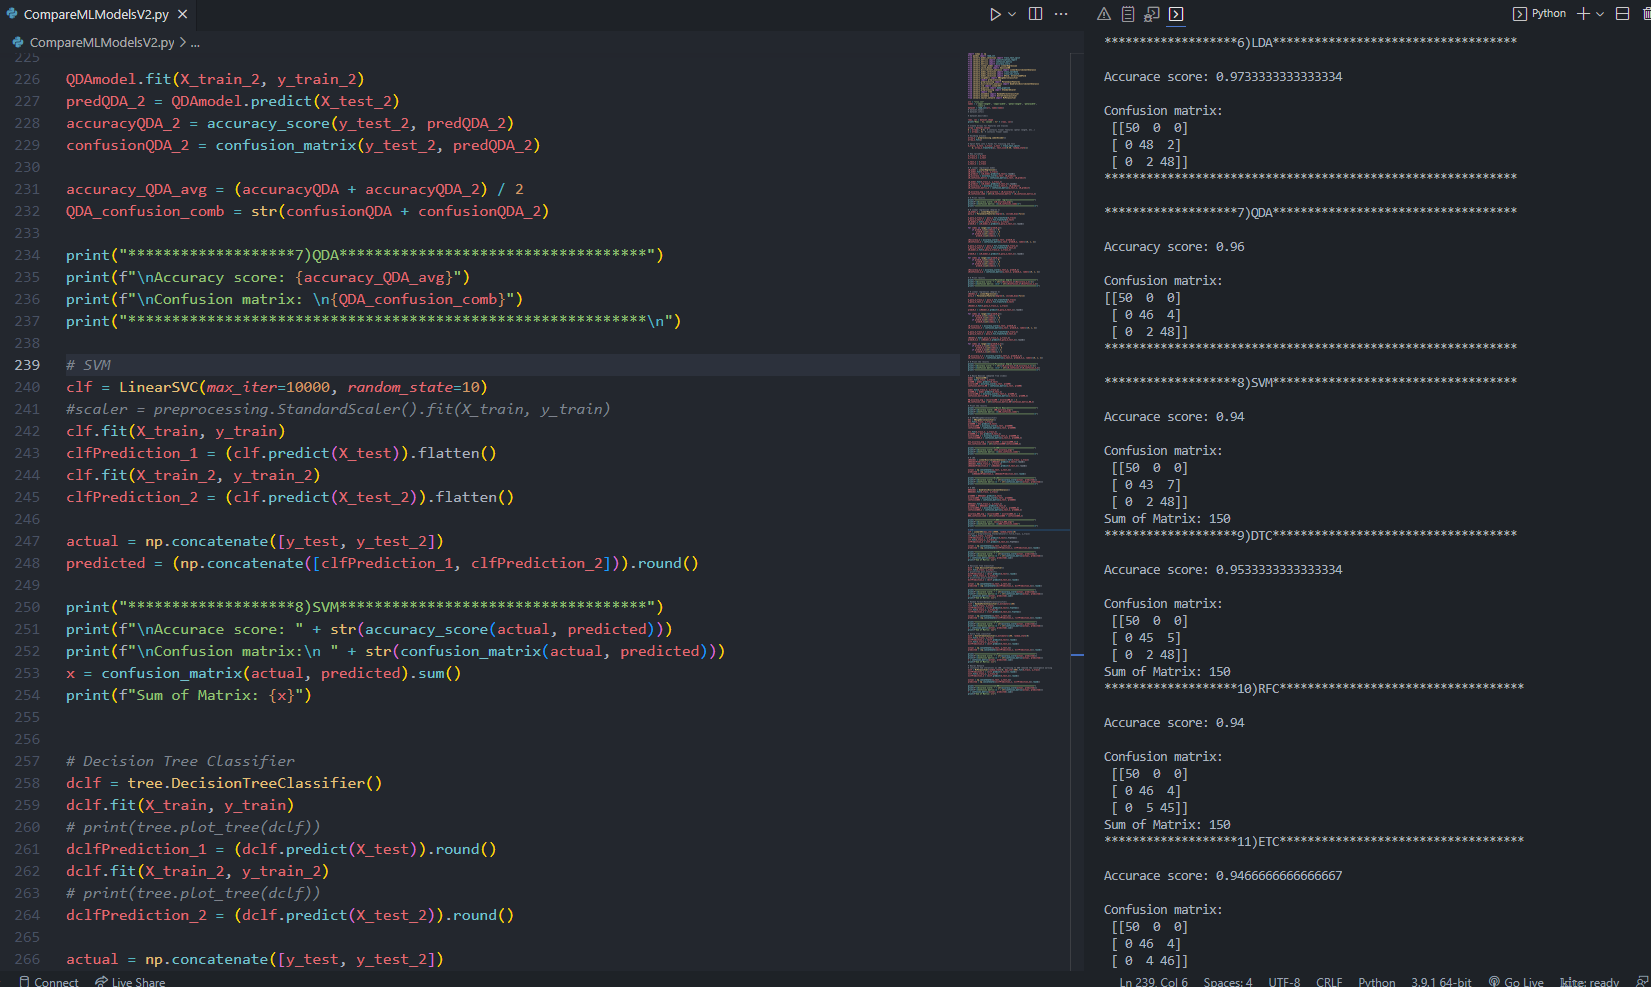 CompareMLModelsV2.py ×
CompareMLModelsV2.py > ...
225
226 QDAmodel.fit(X_train_2, y_train_2)
227 predQDA_2 = QDAmodel.predict(X_test_2)
228 accuracyQDA_2 = accuracy_score(y_test_2, predQDA_2)
229 confusionQDA_2 = confusion_matrix(y_test_2, predQDA_2)
230
231 accuracy_QDA_avg = (accuracyQDA + accuracyQDA_2) / 2
232 QDA_confusion_comb = str(confusionQDA + confusionQDA_2)
233
234 print("*******************7)QDA***********************************")
235 print(f"\nAccuracy score: {accuracy_QDA_avg}")
236 print(f"\nConfusion matrix: \n{QDA_confusion_comb}")
237 print("***********************************************************\n")
238
239 # SVM
240 clf = LinearSVC(max_iter=10000, random_state=10)
241 #scaler = preprocessing.StandardScaler().fit(X_train, y_train)
242 clf.fit(X_train, y_train)
243 clfPrediction_1 = (clf.predict(X_test)).flatten()
244 clf.fit(X_train_2, y_train_2)
245 clfPrediction_2 = (clf.predict(X_test_2)).flatten()
246
247 actual = np.concatenate([y_test, y_test_2])
248 predicted = (np.concatenate([clfPrediction_1, clfPrediction_2])).round()
249
250 print("*******************8)SVM***********************************")
251 print(f"\nAccurace score: " + str(accuracy_score(actual, predicted)))
252 print(f"\nConfusion matrix:\n " + str(confusion_matrix(actual, predicted)))
253 x = confusion_matrix(actual, predicted).sum()
254 print(f"Sum of Matrix: {x}")
255
256
257 # Decision Tree Classifier
258 dclf = tree.DecisionTreeClassifier()
259 dclf.fit(X_train, y_train)
260 # print(tree.plot_tree(dclf))
261 dclfPrediction_1 = (dclf.predict(X_test)).round()
262 dclf.fit(X_train_2, y_train_2)
263 # print(tree.plot_tree(dclf))
264 dclfPrediction_2 = (dclf.predict(X_test_2)).round()
265
266 actual = np.concatenate([y_test, y_test_2])
Python
*******************6)LDA***********************************
Accurace score: 0.9733333333333334
Confusion matrix:
[[50 0 0]
[ 0 48 2]
[ 0 2 48]]
***********************************************************
*******************7)QDA***********************************
Accuracy score: 0.96
Confusion matrix:
[[50 0 0]
[ 0 46 4]
[ 0 2 48]]
***********************************************************
*******************8)SVM***********************************
Accurace score: 0.94
Confusion matrix:
[[50 0 0]
[ 0 43 7]
[ 0 2 48]]
Sum of Matrix: 150
*******************9)DTC***********************************
Accurace score: 0.9533333333333334
Confusion matrix:
[[50 0 0]
[ 0 45 5]
[ 0 2 48]]
Sum of Matrix: 150
*******************10)RFC***********************************
Accurace score: 0.94
Confusion matrix:
[[50 0 0]
[ 0 46 4]
[ 0 5 45]]
Sum of Matrix: 150
*******************11)ETC***********************************
Accurace score: 0.9466666666666667
Confusion matrix:
[[50 0 0]
[ 0 46 4]
[ 0 4 46]]
Connect Live Share Ln 239, Col 6 Spaces: 4 UTF-8 CRLF Python 3.9.1 64-bit Go Live kite: ready